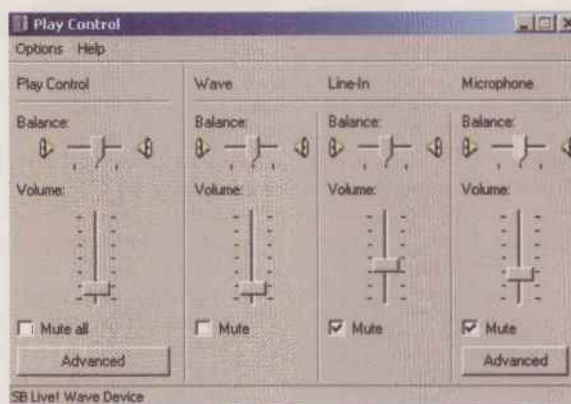 Play Control
Options Help
Play Control
Wave
Line-In
Microphone
Balance:
Balance:
Balance:
Balance:
Volume:
Volume:
Volume:
Volume:
Mute all
Mute
Mute
Mute
Advanced
Advanced
SB Live! Wave Device